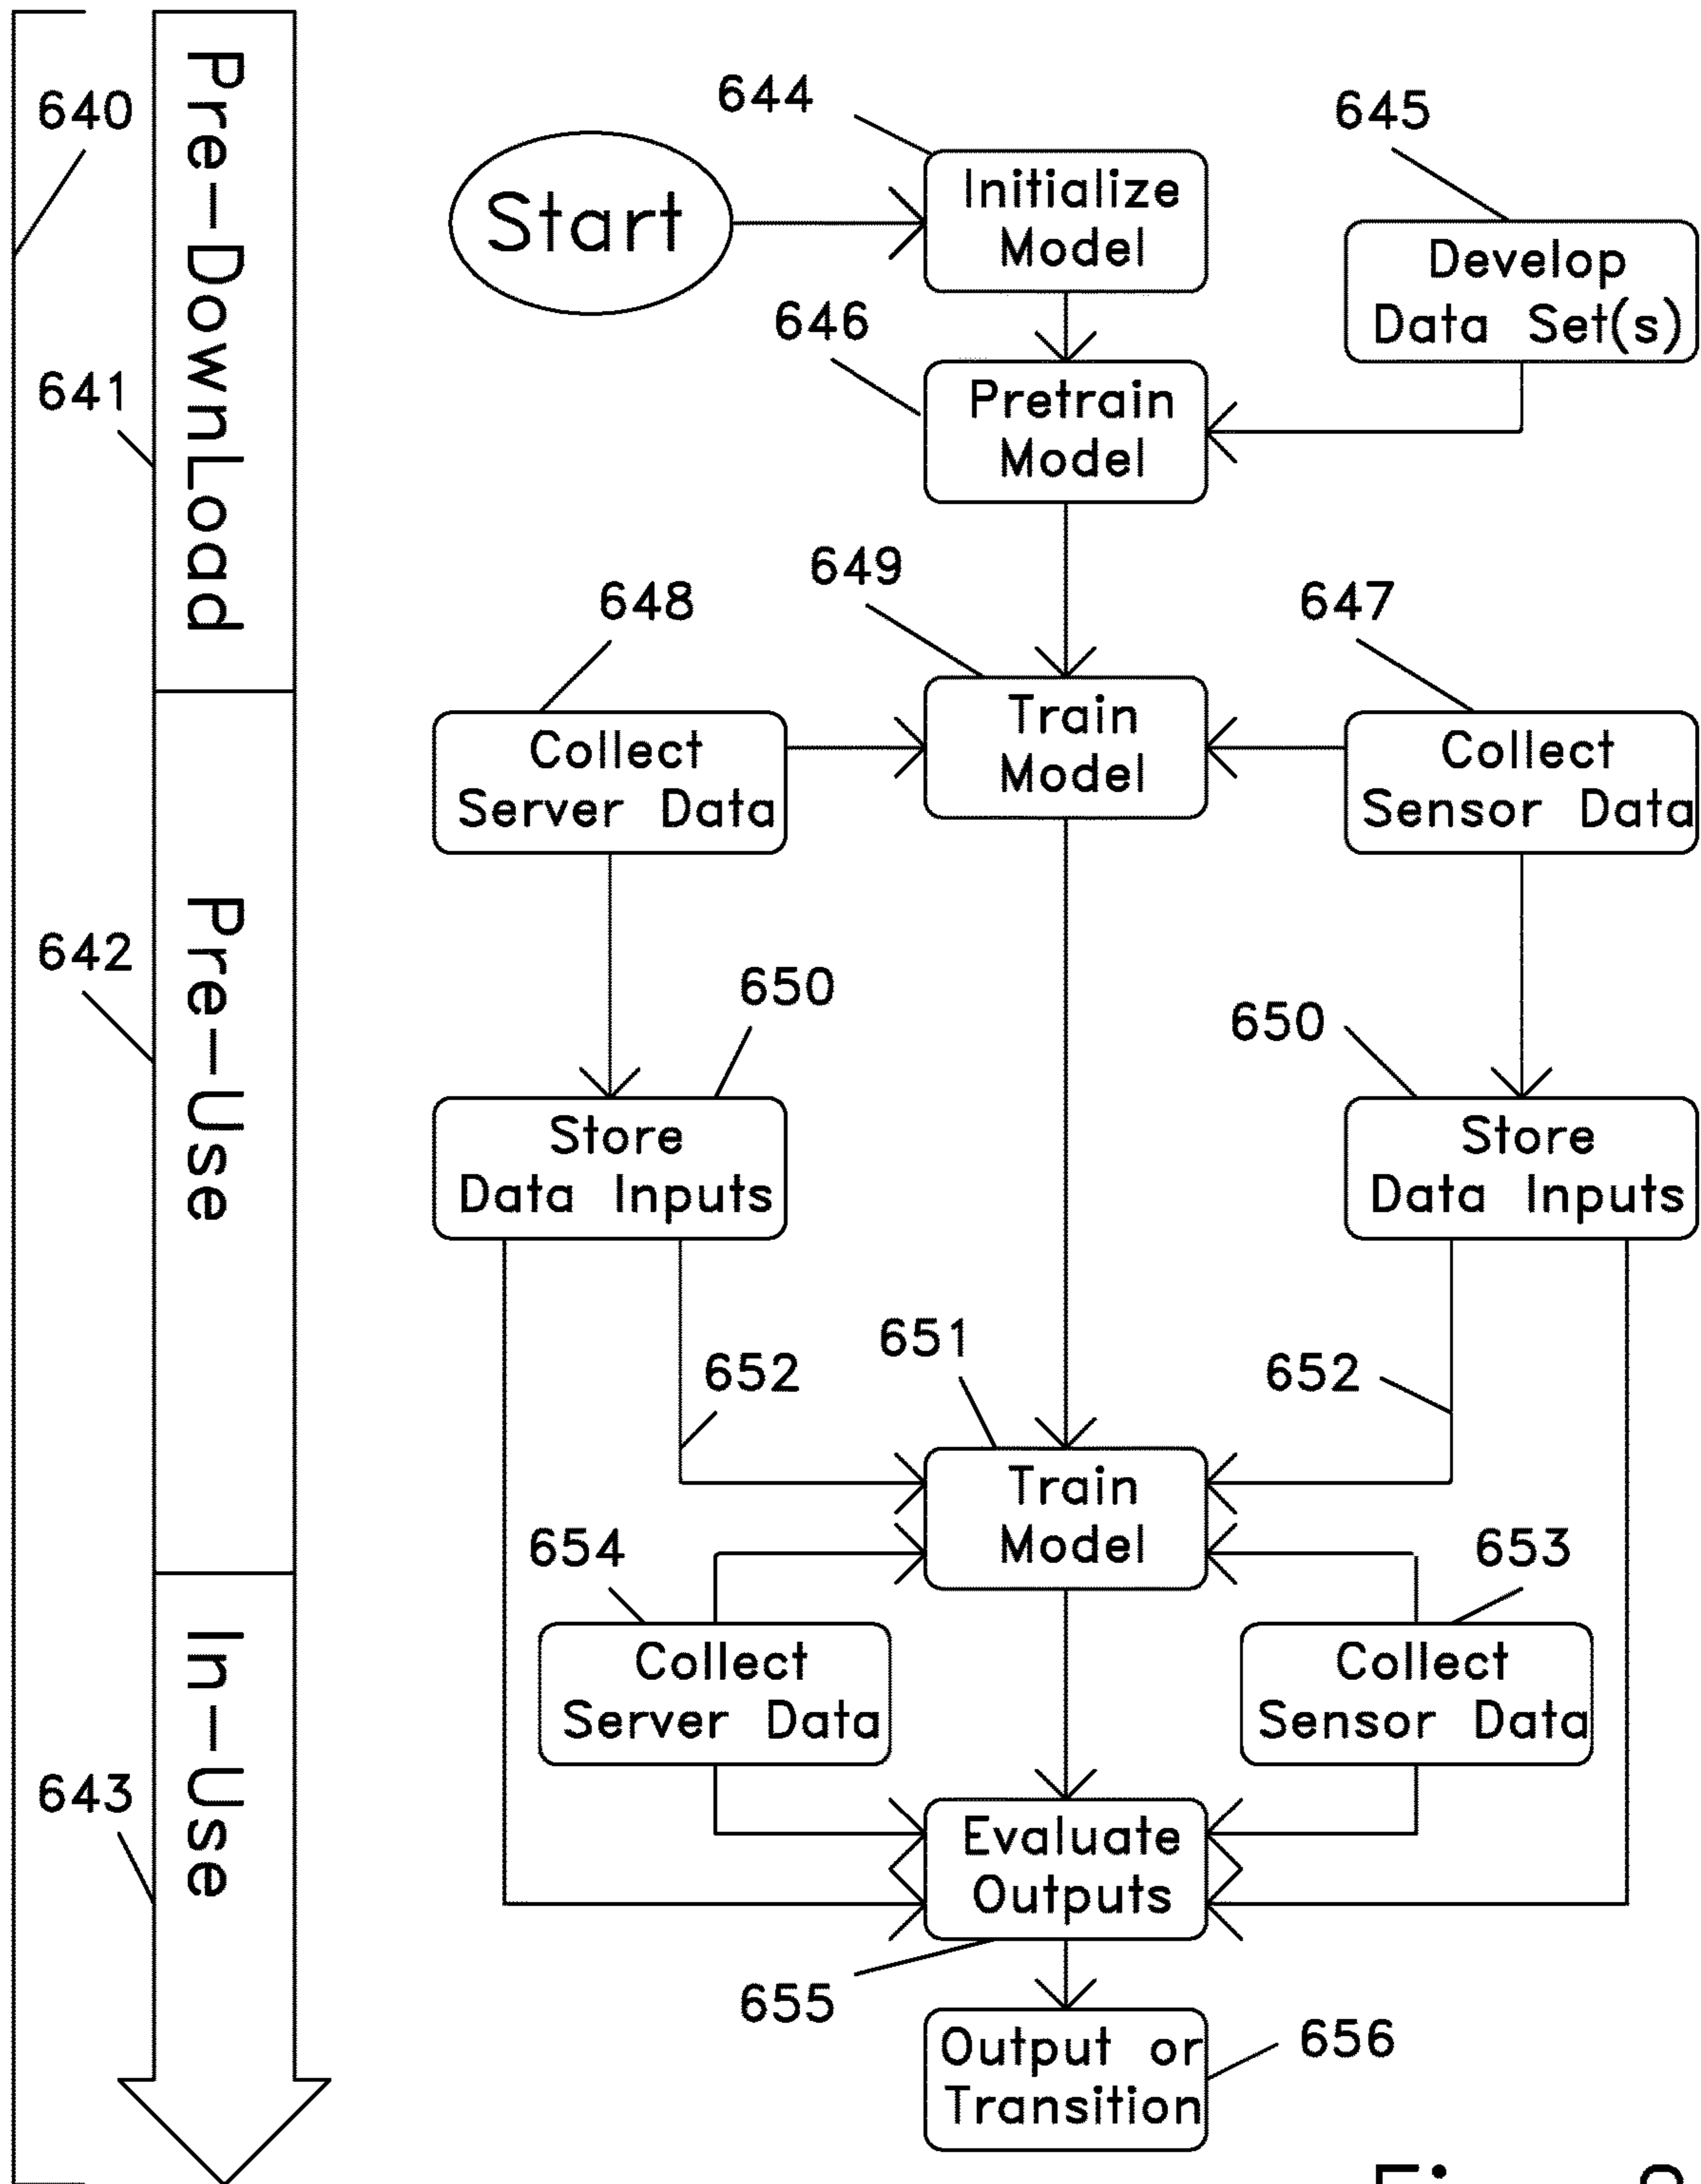 640
641
642
643
Pre-DownLoad
Pre-Use
In-Use
Start
644
Initialize
Model
645
Develop
Data Set(s)
646
Pretrain
Model
649
Train
Model
648
Collect
Server Data
647
Collect
Sensor Data
650
Store
Data Inputs
650
Store
Data Inputs
652
651
652
Train
Model
654
Collect
Server Data
653
Collect
Sensor Data
Evaluate
Outputs
655
Output or
Transition
656